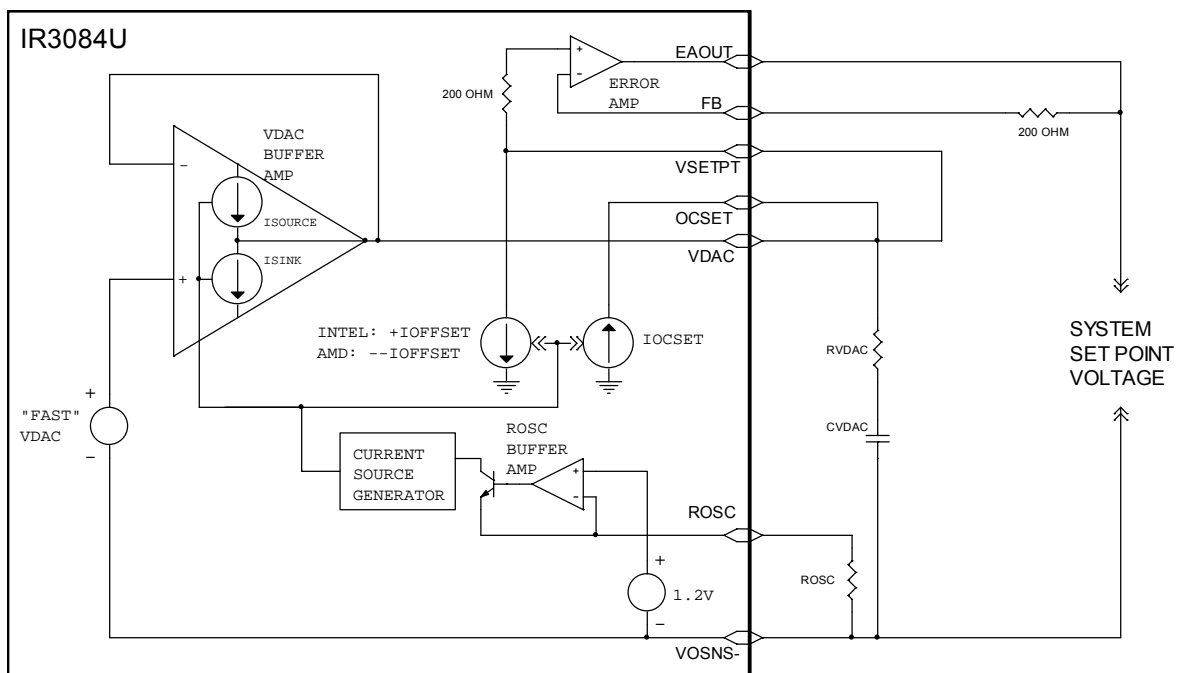 IR3084U
EAOUT
ERROR
AMP
+
-
200 OHM
FB
200 OHM
VDAC
BUFFER
AMP
-
ISOURCE
ISINK
+
VSETPT
OCSET
VDAC
INTEL: +IOFFSET
AMD: --IOFFSET
IOCSET
SYSTEM
SET POINT
VOLTAGE
RVDAC
CVDAC
+
"FAST"
VDAC
-
ROSC
BUFFER
AMP
+
-
CURRENT
SOURCE
GENERATOR
ROSC
ROSC
+
1.2V
-
VOSNS-